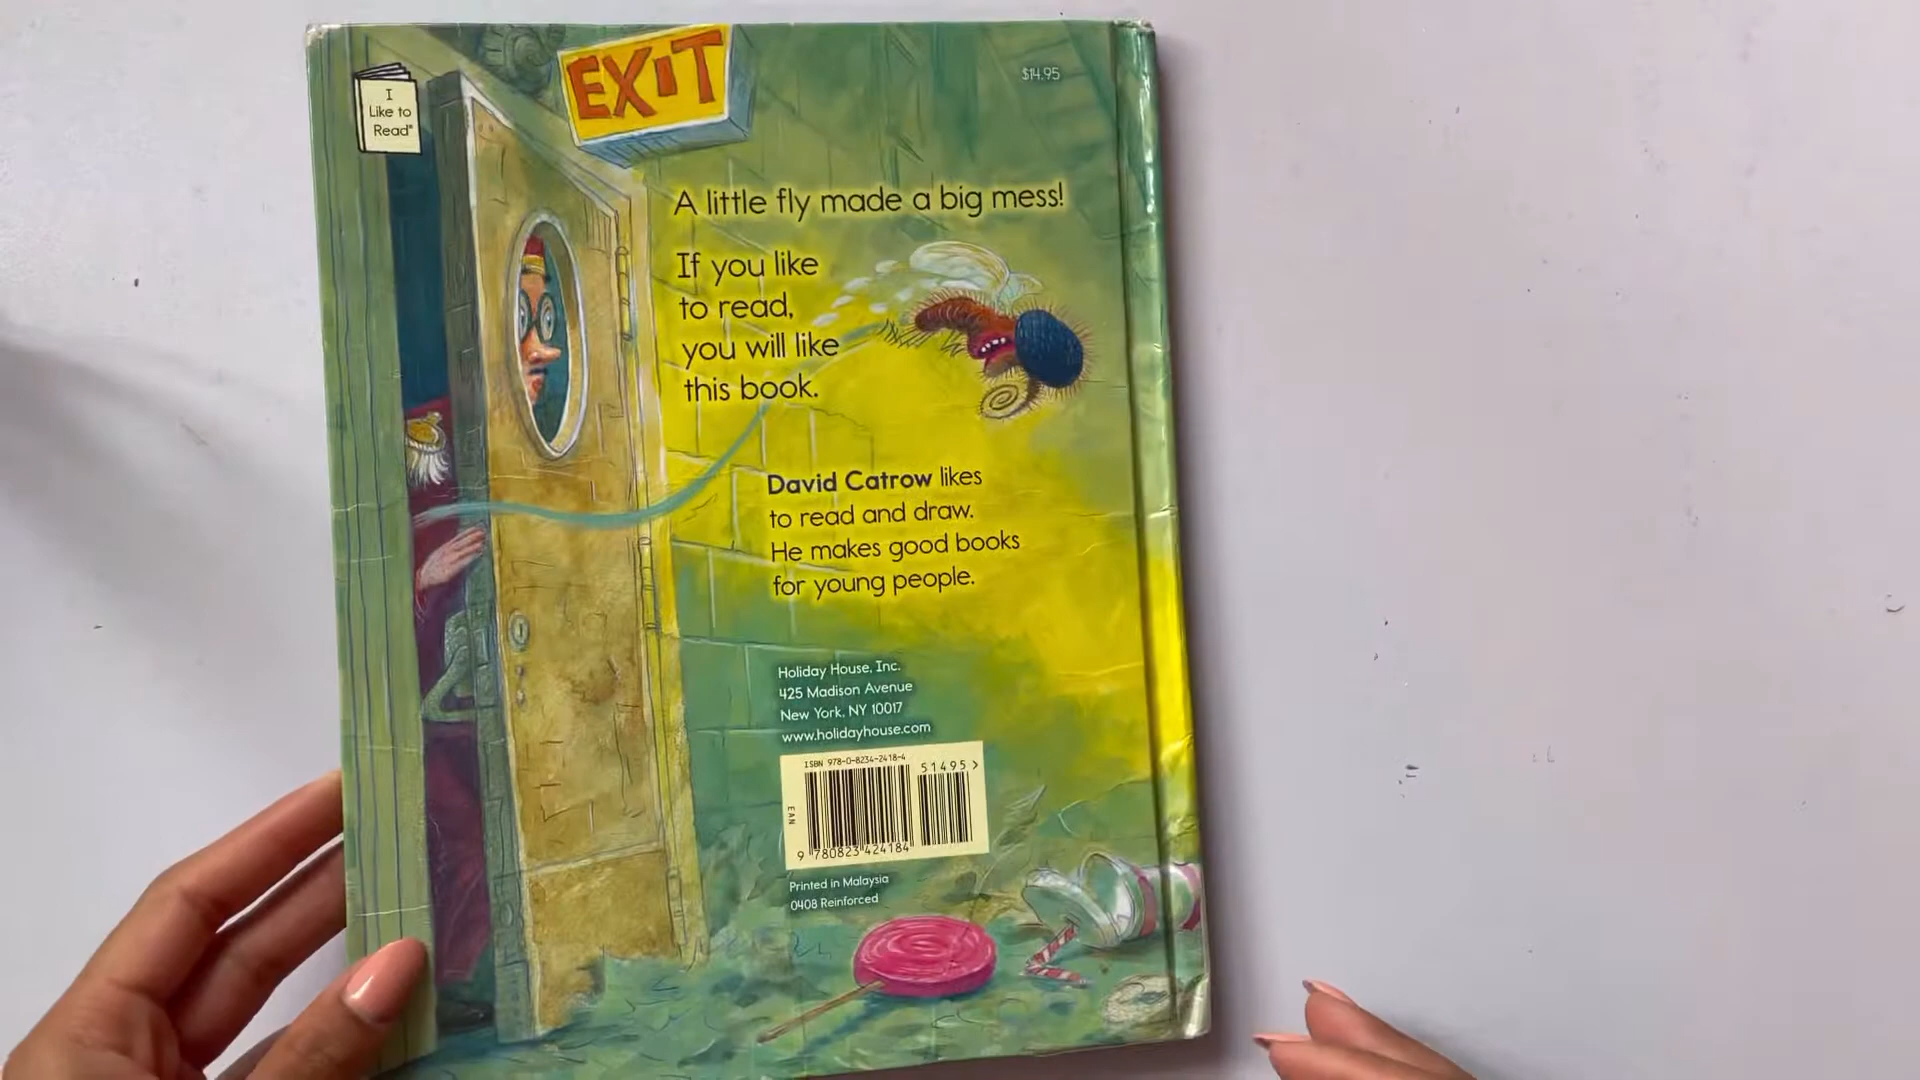 EXIT
$14.95
I
Like to
Read®
A little fly made a big mess!
If you like
to read,
you will like
this book.
David Catrow likes
to read and draw.
He makes good books
for young people.
Holiday House, Inc.
425 Madison Avenue
New York, NY 10017
www.holidayhouse.com
ISBN 978-0-8234-2418-4
51495>
EAN
9 780823 424184
Printed in Malaysia
0408 Reinforced